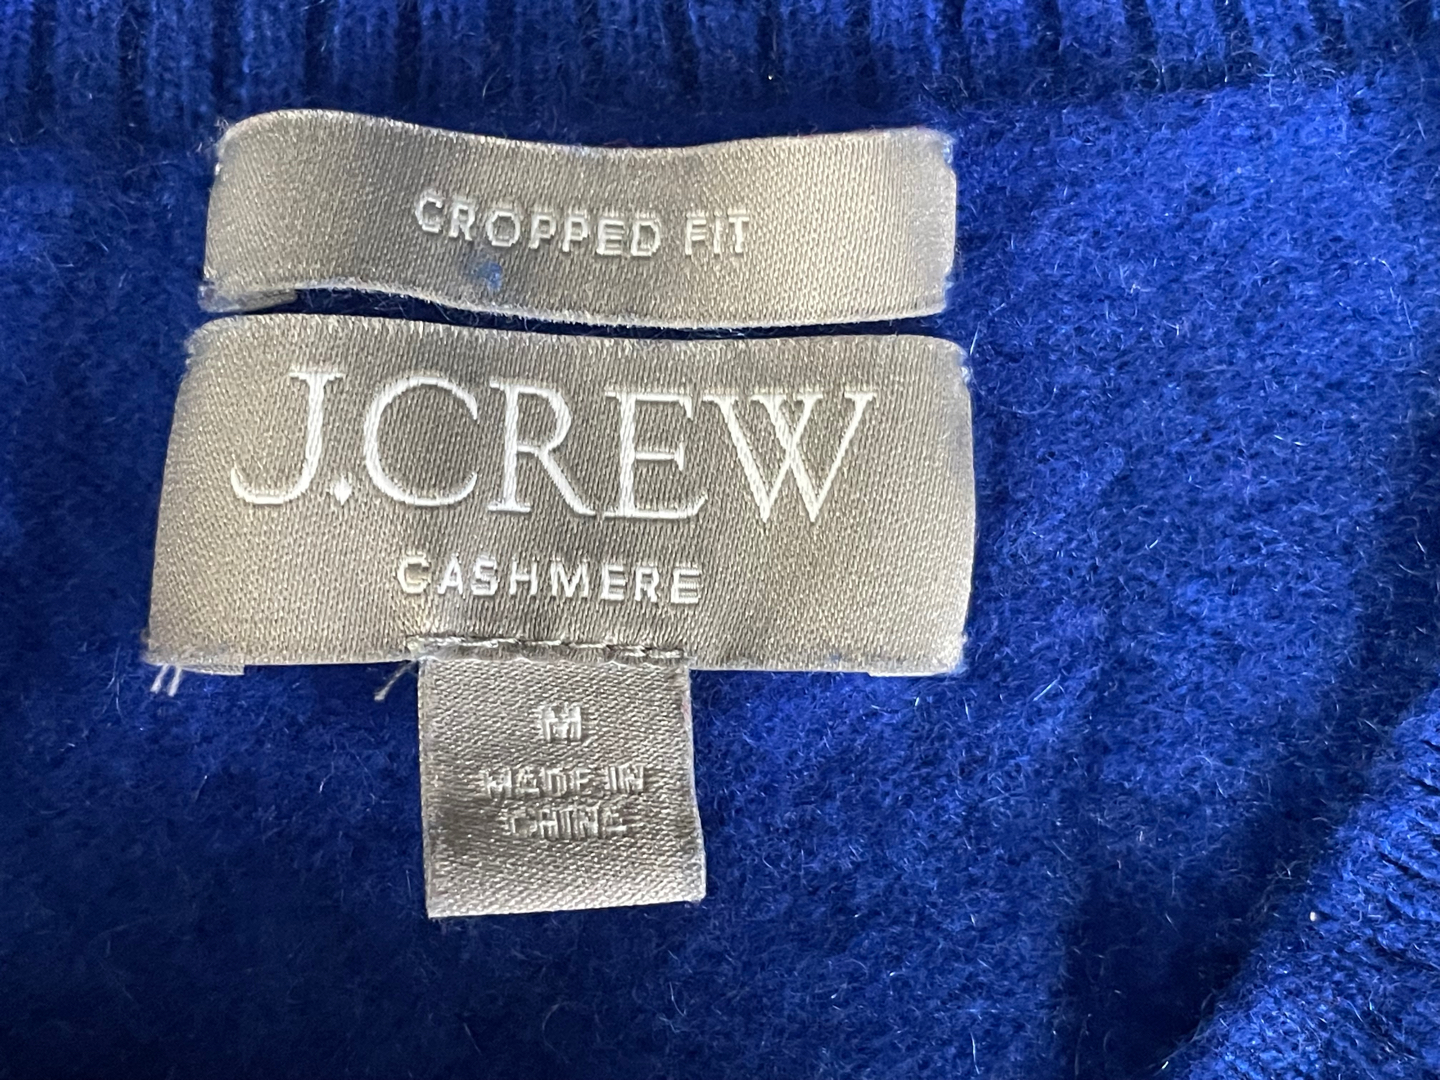 CROPPED FIT
J.CREW
CASHMERE
M
MADE IN
CHINA